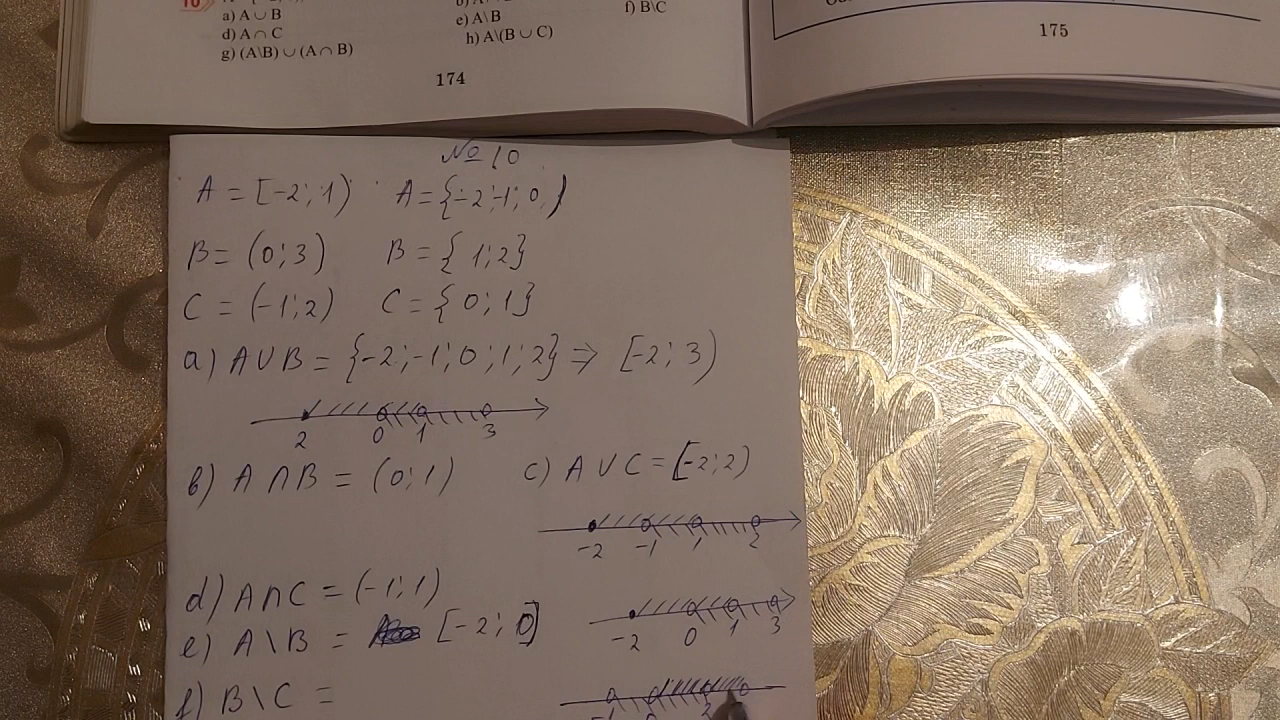 a) A ∪ B
e) A\B
f) B\C
d) A ∩ C
h) A\(B ∪ C)
g) (A\B) ∪ (A ∩ B)
174
175
№ 10
A = [-2; 1) A = {-2;-1; 0;)
B = (0; 3) B = { 1; 2}
C = (-1; 2) C = { 0; 1}
a) A ∪ B = {-2; -1; 0; 1; 2} ⇒ [-2; 3)
2 0 1 3
b) A ∩ B = (0; 1) c) A ∪ C = [-2; 2)
-2 -1 1 2
d) A ∩ C = (-1; 1)
e) A \ B = [-2; 0]
-2 0 1 3
f) B \ C =